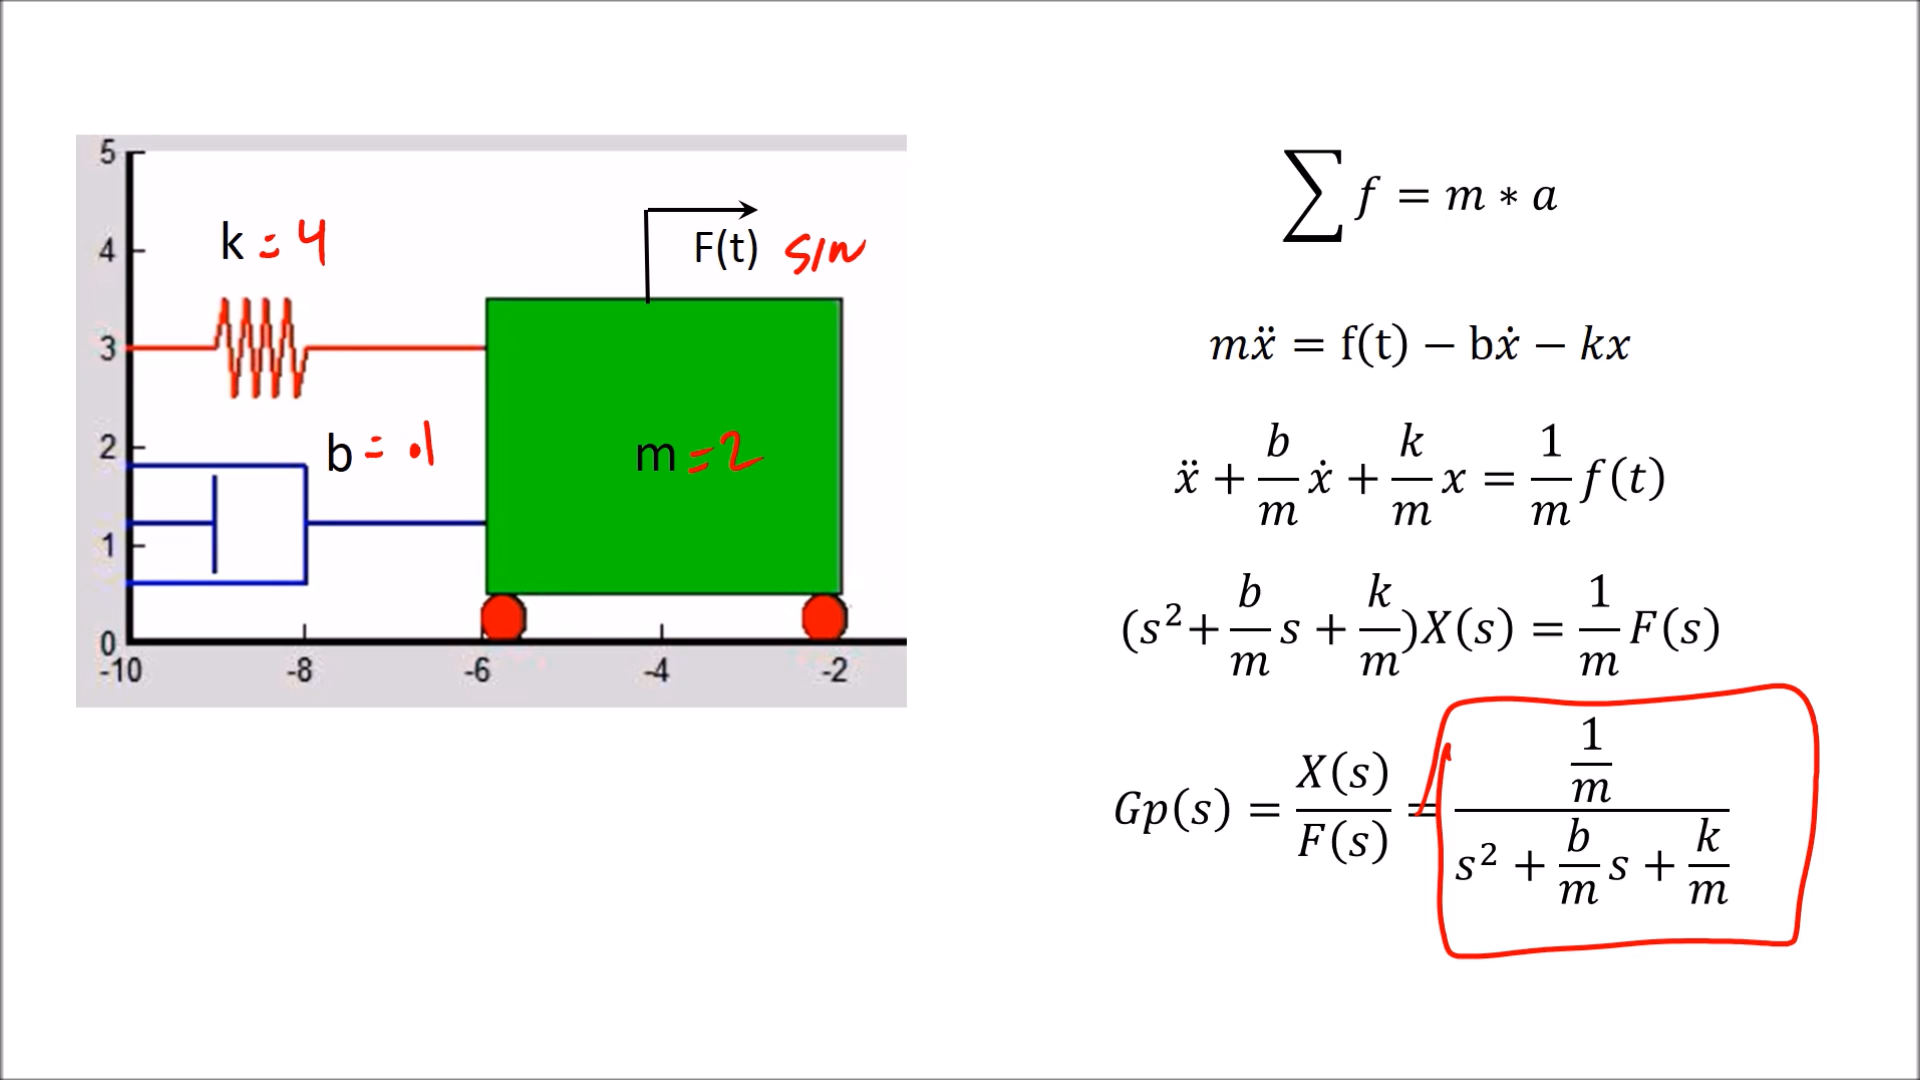 5
4
3
2
1
0
-10 -8 -6 -4 -2
k = 4
F(t) sin
b = .1
m = 2
∑ f = m ∗ a
mẍ = f(t) − bẋ − kx
ẍ + b/m ẋ + k/m x = 1/m f(t)
(s² + b/m s + k/m)X(s) = 1/m F(s)
Gp(s) = X(s)/F(s) = (1/m)/(s² + b/m s + k/m)